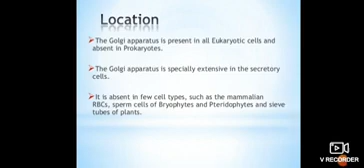 Location
The Golgi apparatus is present in all Eukaryotic cells and
absent in Prokaryotes.
The Golgi apparatus is specially extensive in the secretory
cells.
It is absent in few cell types, such as the mammalian
RBCs, sperm cells of Bryophytes and Pteridophytes and sieve
tubes of plants.
V RECORDER